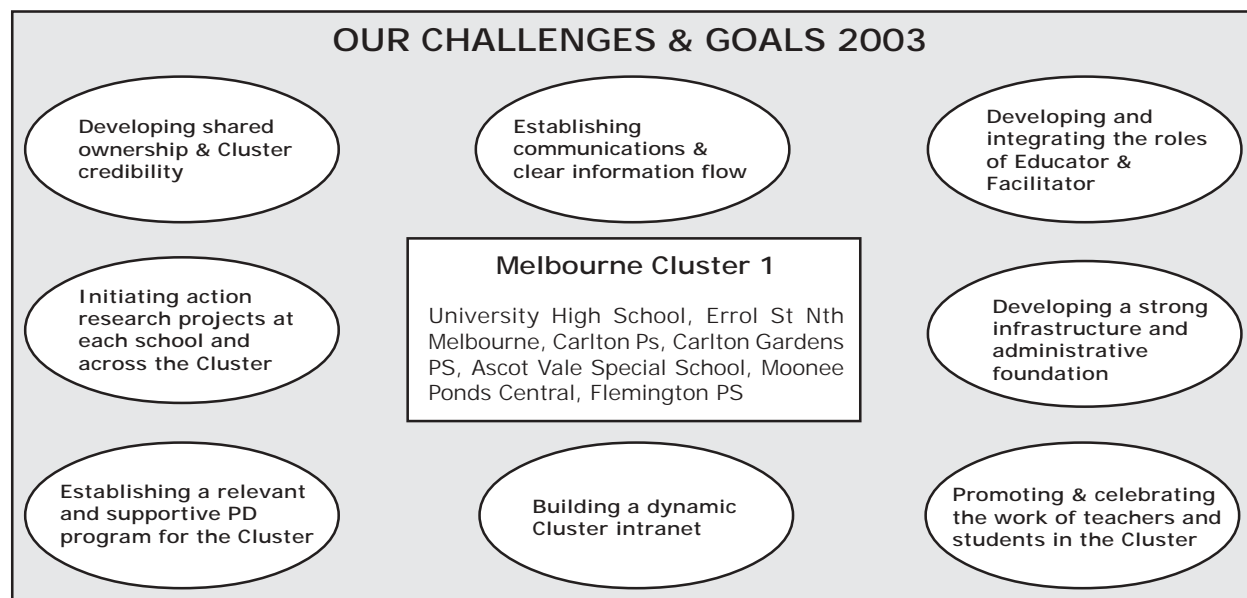 OUR CHALLENGES & GOALS 2003
Developing shared
ownership & Cluster
credibility
Establishing
communications &
clear information flow
Developing and
integrating the roles
of Educator &
Facilitator
Initiating action
research projects at
each school and
across the Cluster
Melbourne Cluster 1
University High School, Errol St Nth
Melbourne, Carlton Ps, Carlton Gardens
PS, Ascot Vale Special School, Moonee
Ponds Central, Flemington PS
Developing a strong
infrastructure and
administrative
foundation
Establishing a relevant
and supportive PD
program for the Cluster
Building a dynamic
Cluster intranet
Promoting & celebrating
the work of teachers and
students in the Cluster